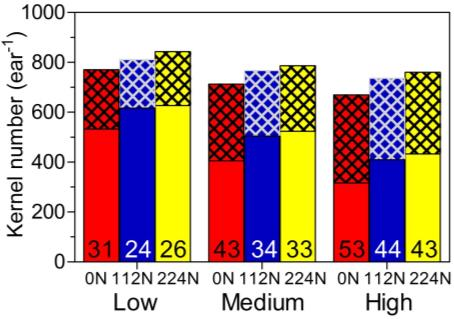 Kernel number (ear⁻¹)
1000
800
600
400
200
0
31 24 26 43 34 33 53 44 43
0N 112N 224N 0N 112N 224N 0N 112N 224N
Low Medium High